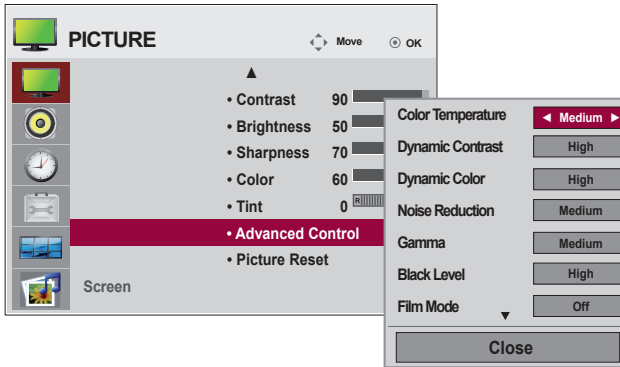 PICTURE
Move
OK
• Contrast 90
• Brightness 50
• Sharpness 70
• Color 60
• Tint 0 R
• Advanced Control
• Picture Reset
Screen
Color Temperature ◄ Medium ►
Dynamic Contrast High
Dynamic Color High
Noise Reduction Medium
Gamma Medium
Black Level High
Film Mode Off
Close